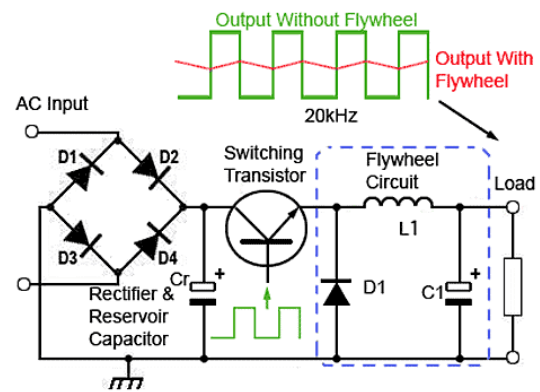 Output Without Flywheel
Output With
Flywheel
20kHz
AC Input
D1
D2
Switching
Transistor
Flywheel
Circuit
Load
L1
D3
D4
Cr
+
D1
C1
+
Rectifier &
Reservoir
Capacitor